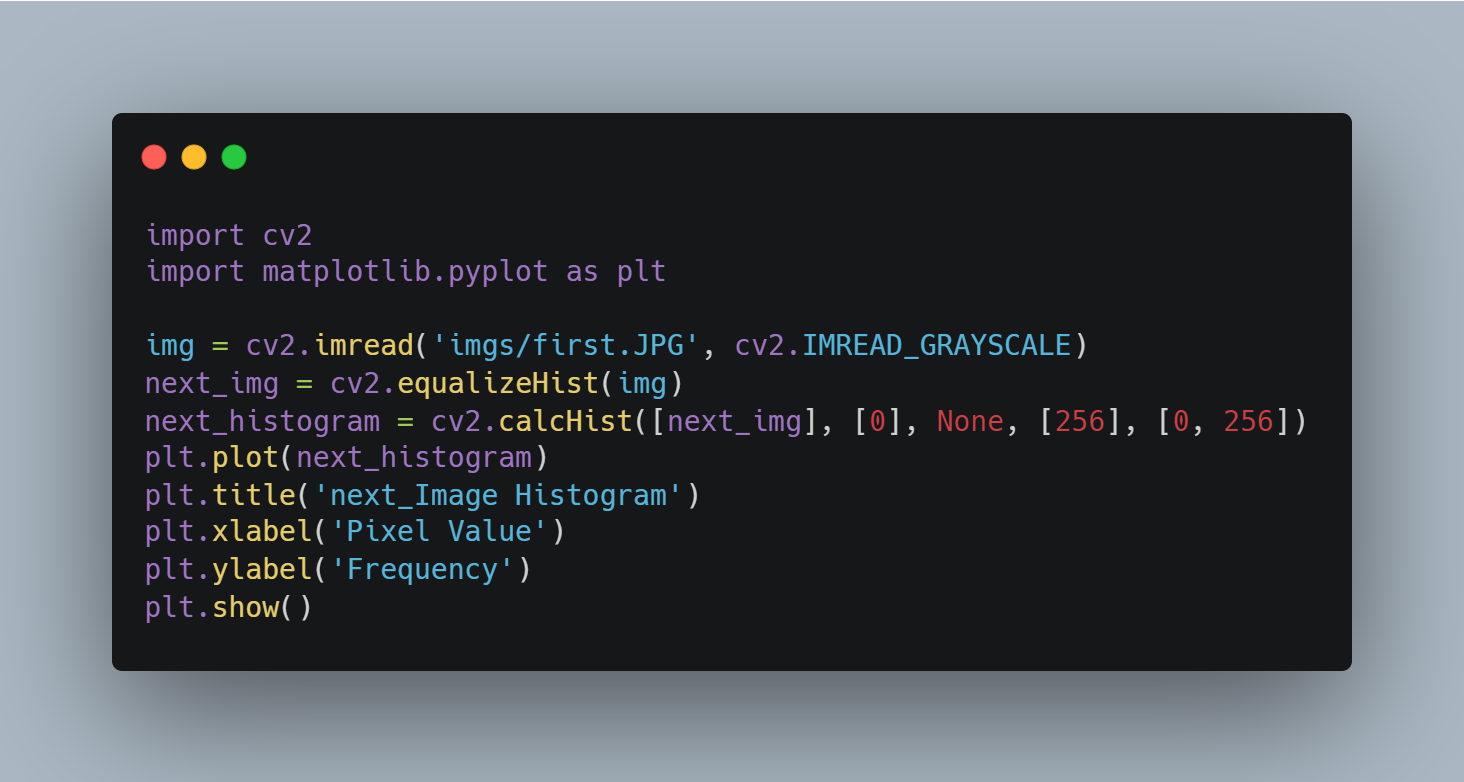 import cv2
import matplotlib.pyplot as plt
img = cv2.imread('imgs/first.JPG', cv2.IMREAD_GRAYSCALE)
next_img = cv2.equalizeHist(img)
next_histogram = cv2.calcHist([next_img], [0], None, [256], [0, 256])
plt.plot(next_histogram)
plt.title('next_Image Histogram')
plt.xlabel('Pixel Value')
plt.ylabel('Frequency')
plt.show()